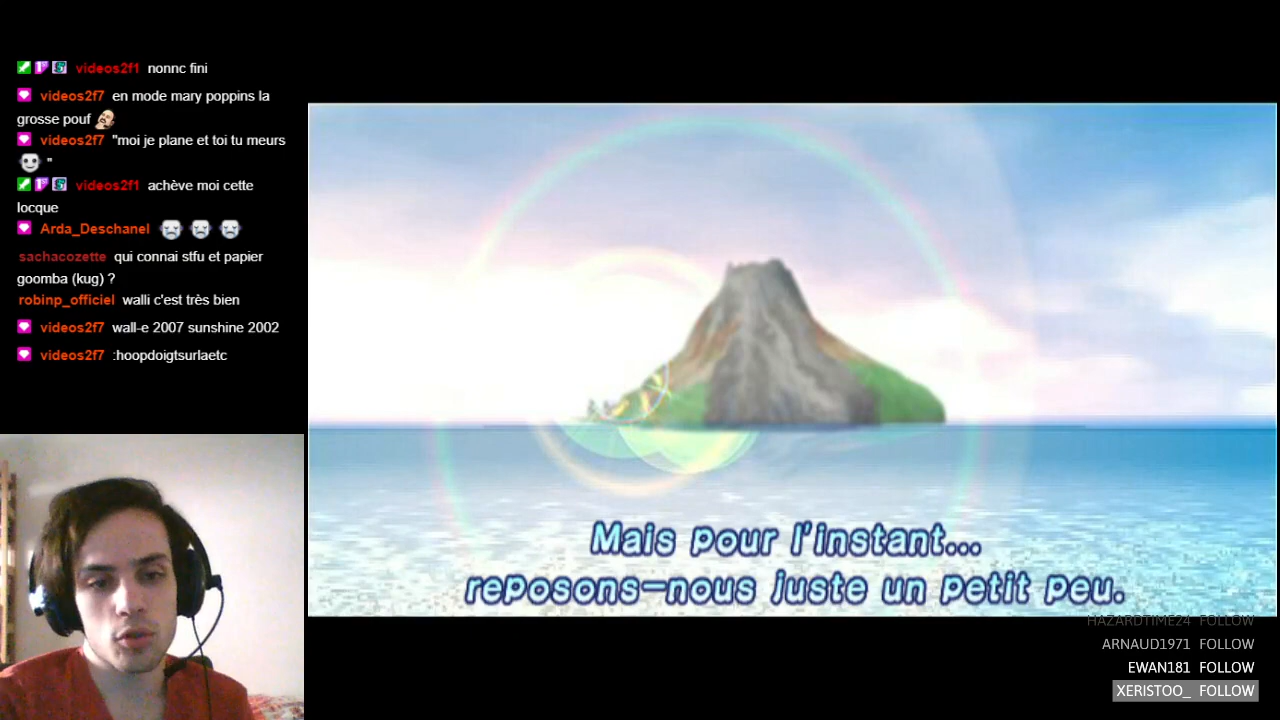 videos2f1 nonnc fini
videos2f7 en mode mary poppins la
grosse pouf
videos2f7 "moi je plane et toi tu meurs
"
videos2f1 achève moi cette
locque
Arda_Deschanel
sachacozette qui connai stfu et papier
goomba (kug) ?
robinp_officiel walli c'est très bien
videos2f7 wall-e 2007 sunshine 2002
videos2f7 :hoopdoigtsurlaetc
Mais pour l'instant...
reposons-nous juste un petit peu.
HAZARDTIME24 FOLLOW
ARNAUD1971 FOLLOW
EWAN181 FOLLOW
XERISTOO_ FOLLOW